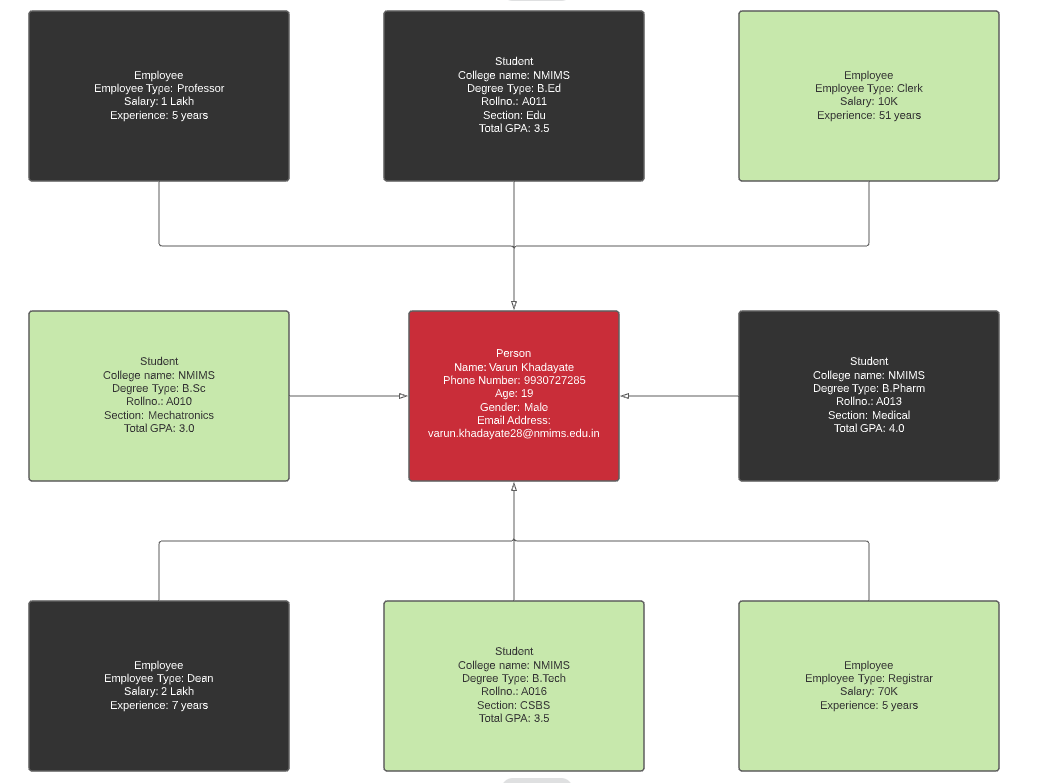 Employee
Employee Type: Professor
Salary: 1 Lakh
Experience: 5 years
Student
College name: NMIMS
Degree Type: B.Ed
Rollno.: A011
Section: Edu
Total GPA: 3.5
Employee
Employee Type: Clerk
Salary: 10K
Experience: 51 years
Student
College name: NMIMS
Degree Type: B.Sc
Rollno.: A010
Section: Mechatronics
Total GPA: 3.0
Person
Name: Varun Khadayate
Phone Number: 9930727285
Age: 19
Gender: Male
Email Address:
varun.khadayate28@nmims.edu.in
Student
College name: NMIMS
Degree Type: B.Pharm
Rollno.: A013
Section: Medical
Total GPA: 4.0
Employee
Employee Type: Dean
Salary: 2 Lakh
Experience: 7 years
Student
College name: NMIMS
Degree Type: B.Tech
Rollno.: A016
Section: CSBS
Total GPA: 3.5
Employee
Employee Type: Registrar
Salary: 70K
Experience: 5 years